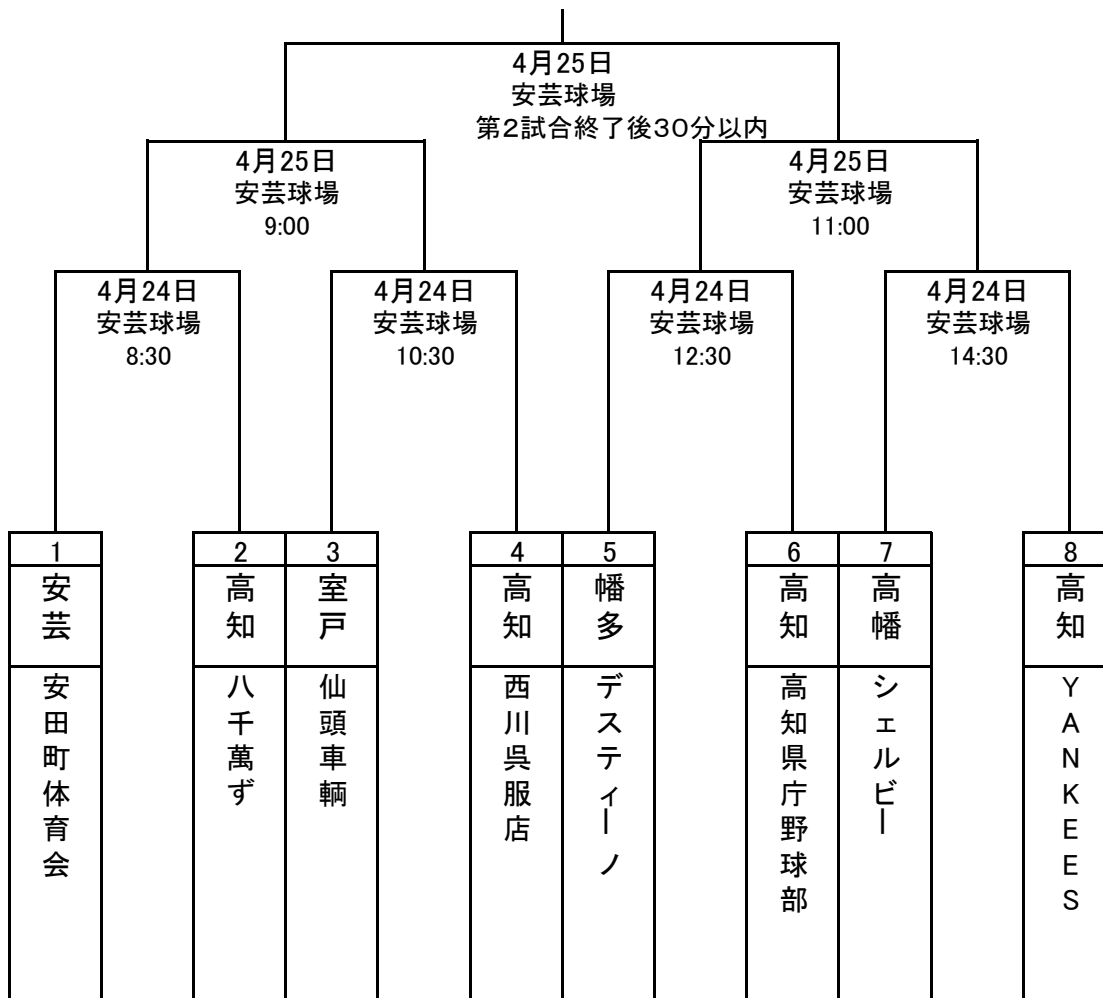 4月25日
安芸球場
第2試合終了後30分以内
4月25日
安芸球場
9:00
4月25日
安芸球場
11:00
4月24日
安芸球場
8:30
4月24日
安芸球場
10:30
4月24日
安芸球場
12:30
4月24日
安芸球場
14:30
1
安芸
安田町体育会
2
高知
八千萬ず
3
室戸
仙頭車輌
4
高知
西川呉服店
5
幡多
デスティーノ
6
高知
高知県庁野球部
7
高幡
シェルビー
8
高知
YANKEES